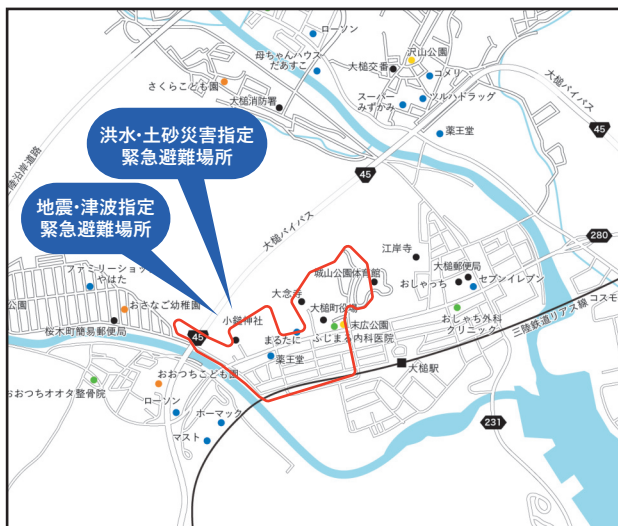 ローソン
母ちゃんハウス
だあすこ
沢山公園
大槌交番
コメリ
さくらこども園
大槌消防署
スーパー
みずかみ
ツルハドラッグ
薬王堂
大槌バイパス
45
三陸沿岸道路
洪水・土砂災害指定
緊急避難場所
45
地震・津波指定
緊急避難場所
大槌バイパス
280
江岸寺
ファミリーショップ
やはた
城山公園体育館
大槌郵便局
おしゃっち
セブンイレブン
公園
おさなご幼稚園
大念寺
大槌町役場
小鎚神社
末広公園
おしゃち外科
クリニック
コスモ
桜木町簡易郵便局
45
まるたに
ふじまる内科医院
三陸鉄道リアス線
薬王堂
大槌駅
おおつちこども園
おおつちオオタ整骨院
ローソン
ホーマック
マスト
231